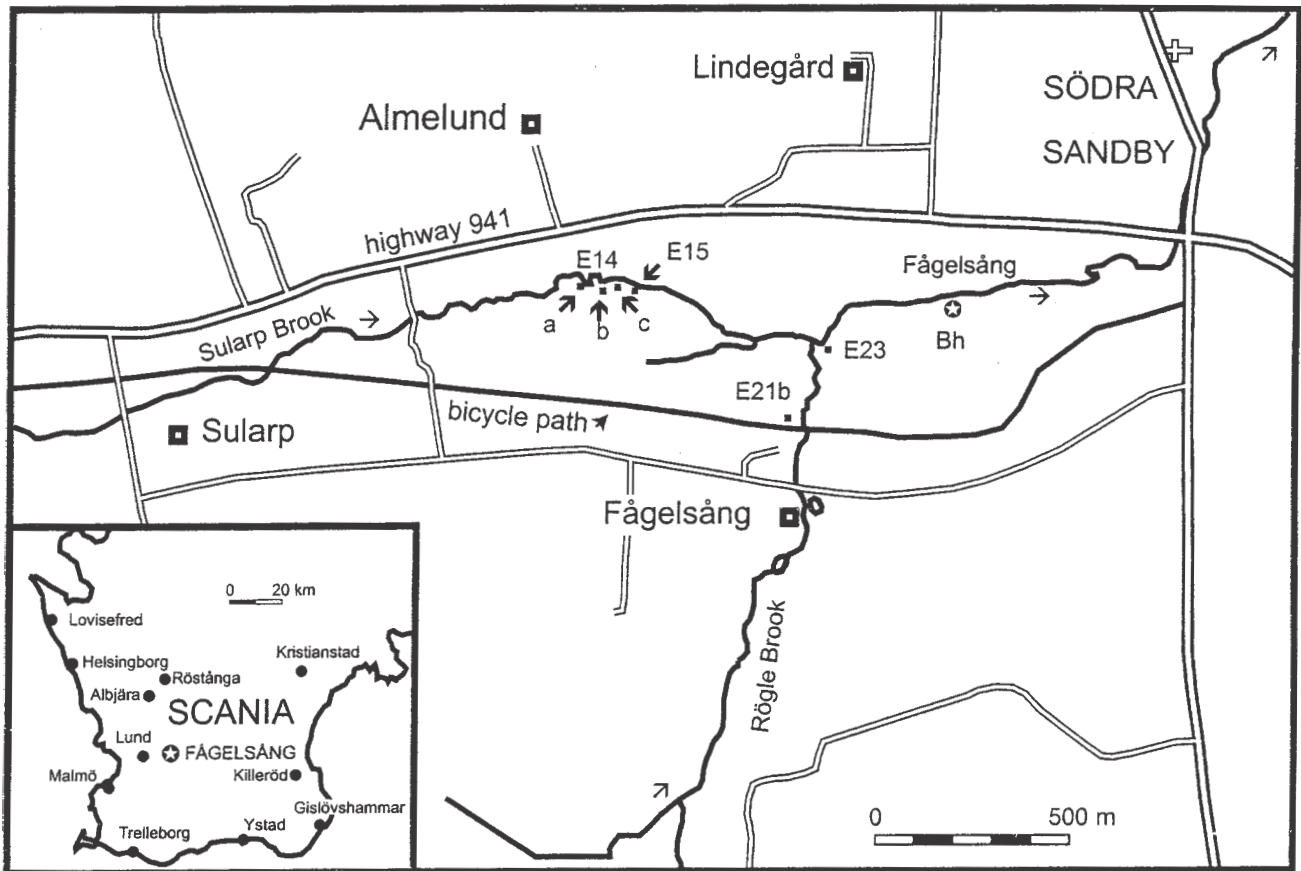 Lindegård
SÖDRA
SANDBY
Almelund
highway 941
E14
E15
Fågelsång
Sularp Brook
a
b
c
Bh
E23
E21b
bicycle path
Sularp
Fågelsång
Rögle Brook
0 500 m
0 20 km
Lovisefred
Helsingborg
Kristianstad
Röstånga
Albjära
SCANIA
Lund
FÅGELSÅNG
Malmö
Killeröd
Gislövshammar
Trelleborg
Ystad